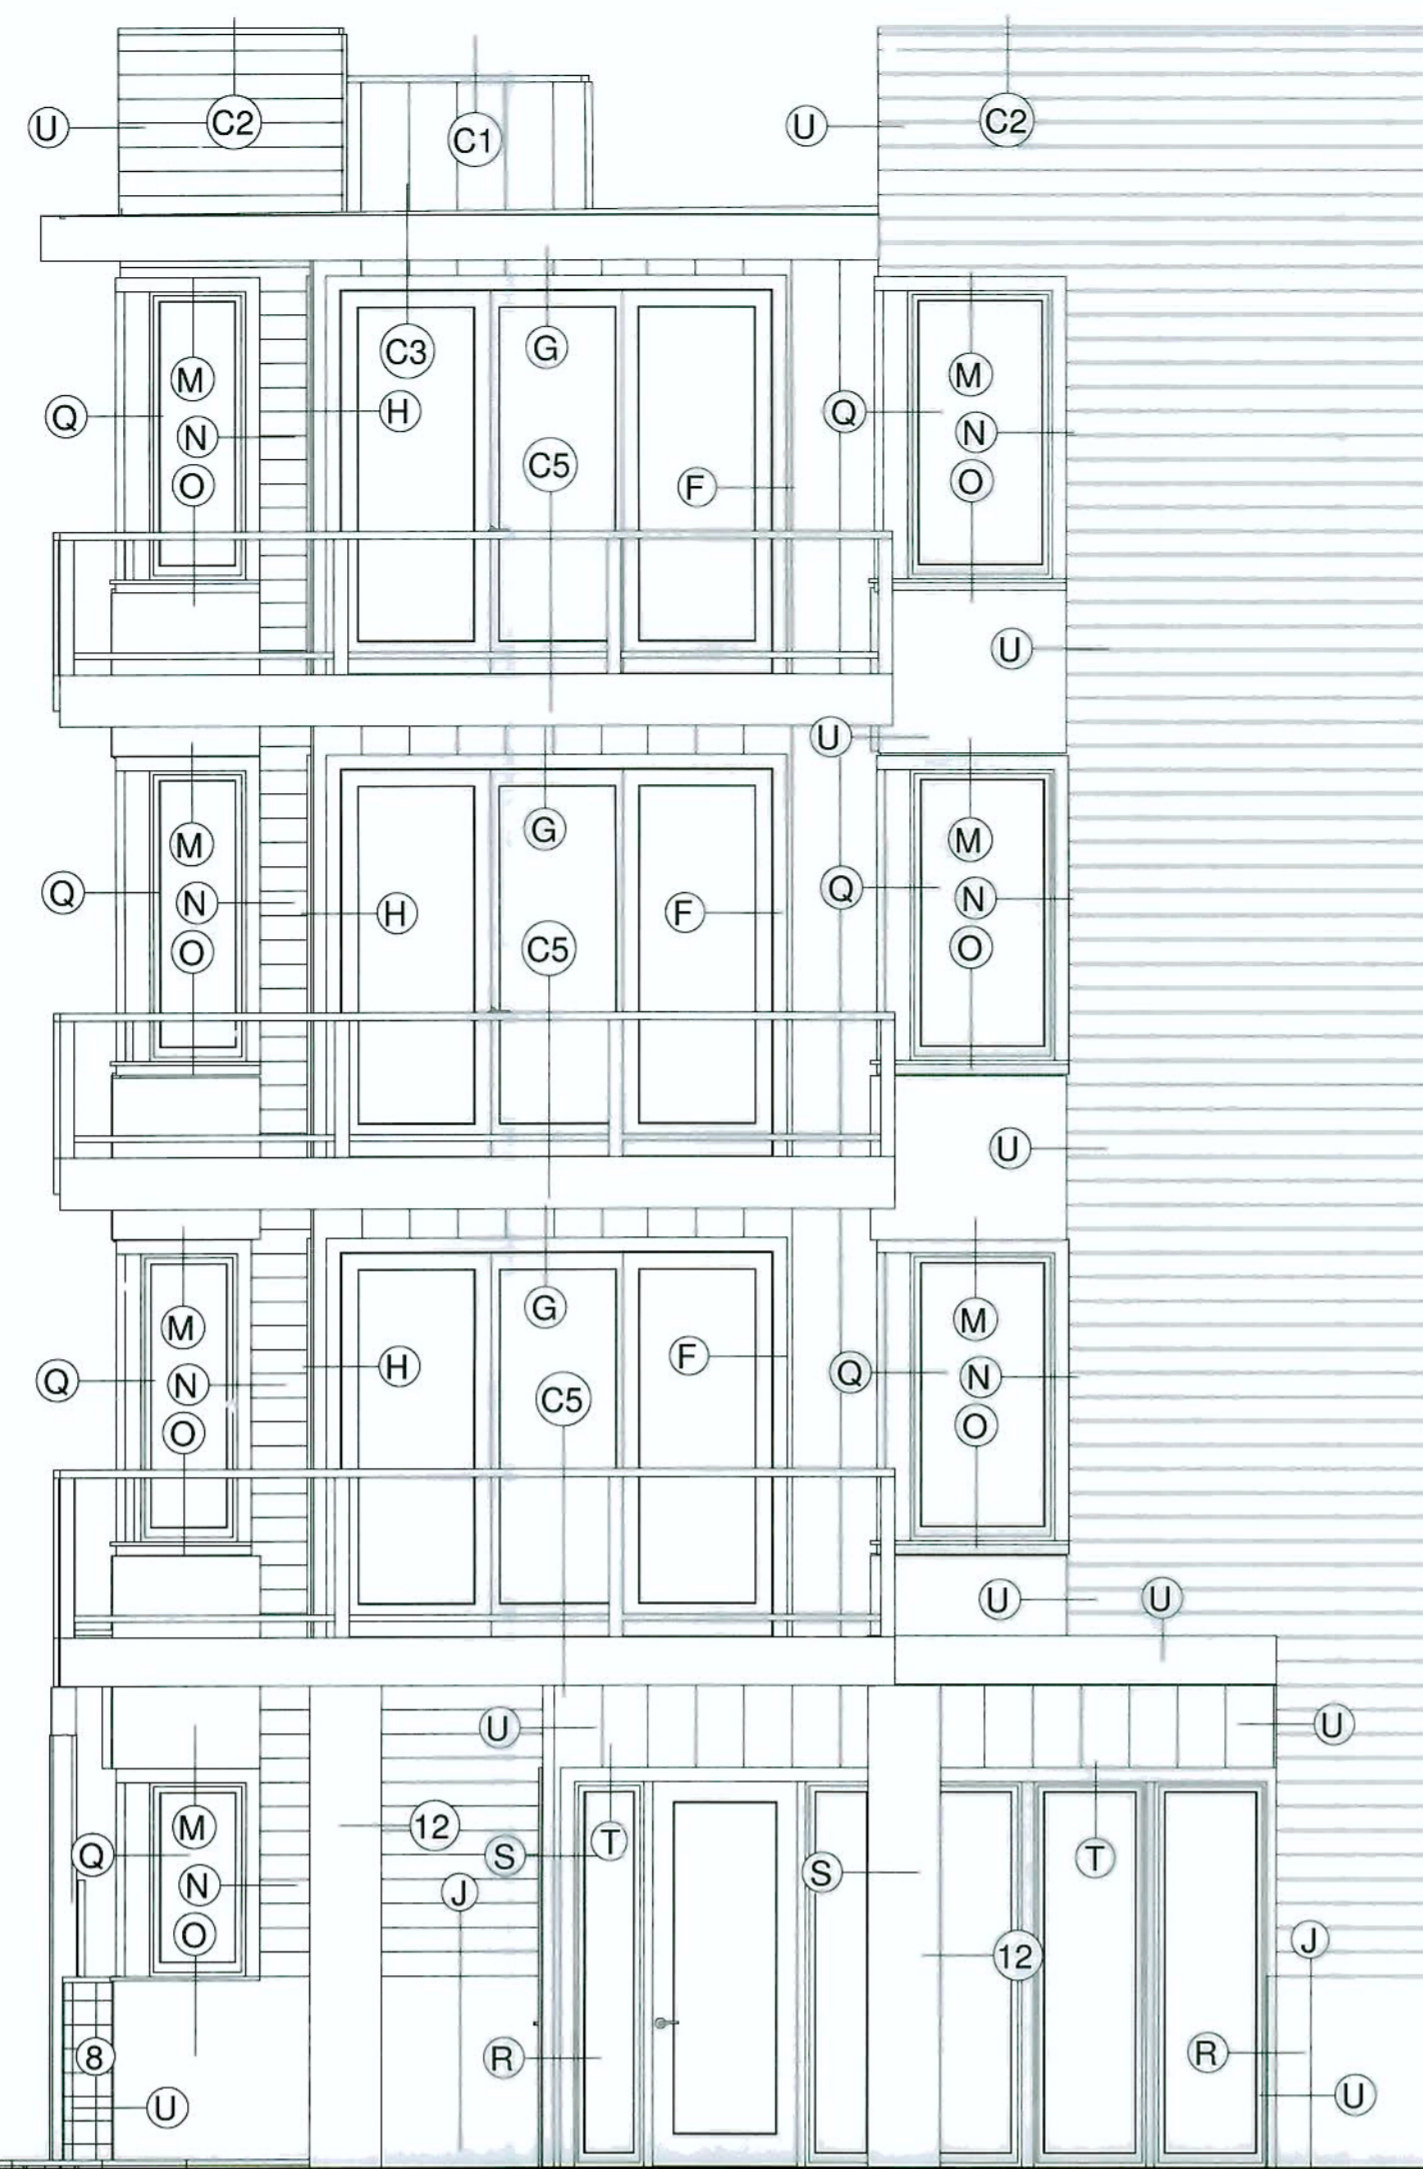 U C2 C1 U C2
C3 G
M M
Q H Q
N N
C5
O F O
U
U
G
M M
Q N H F Q N
C5
O O
U
G
M M
H F
Q N Q N
C5
O O
U U
U U
M 12
T
Q S T
S
N J
O J
12
8 R R
U U